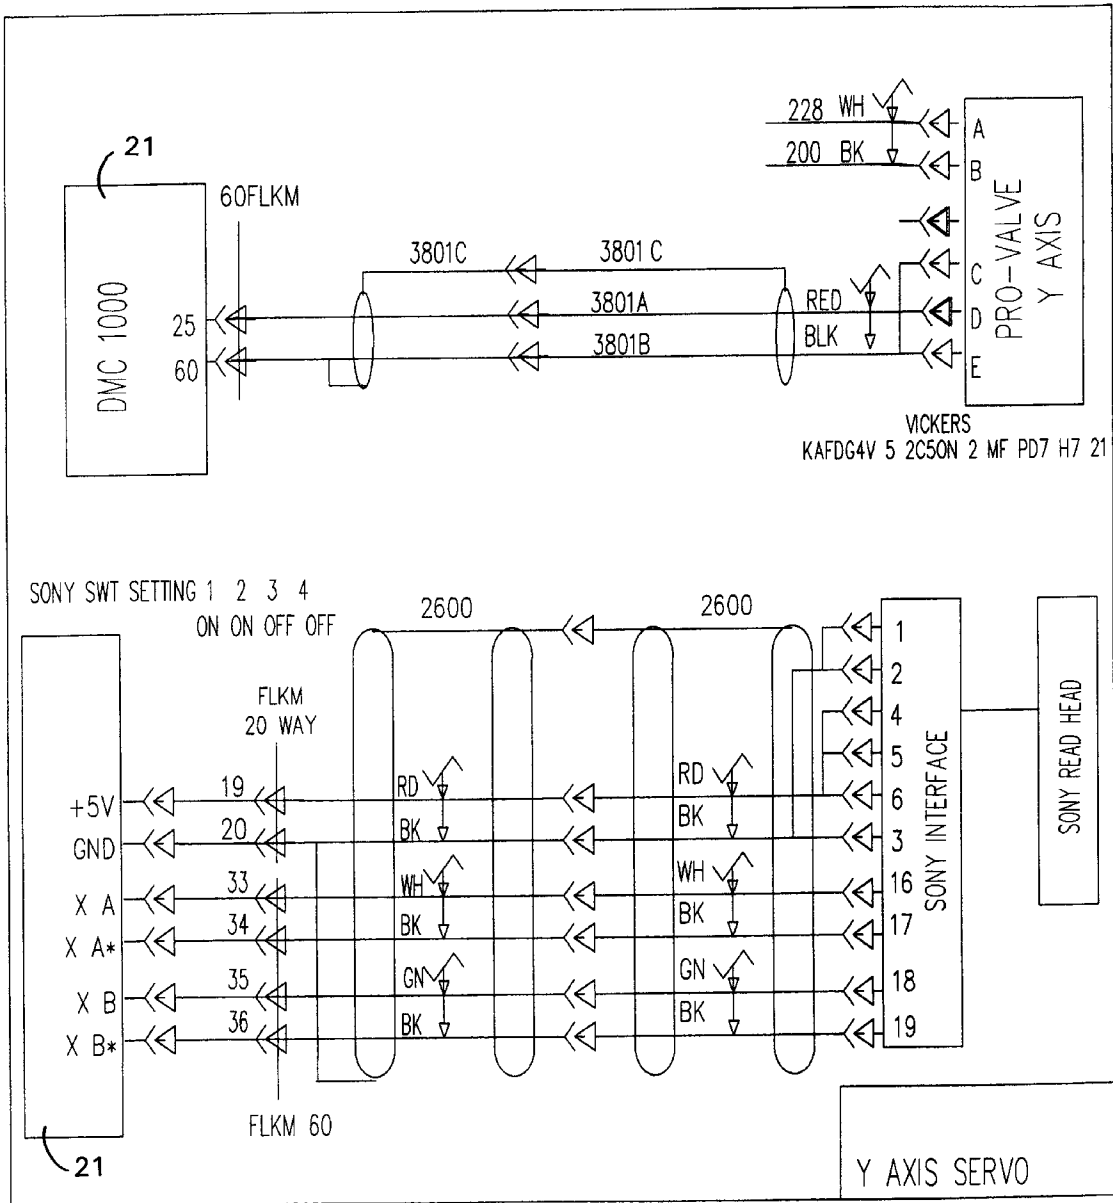 228 WH
A
200 BK
B
21
60FLKM
3801C
3801 C
C
3801A
RED
D
25
3801B
BLK
E
60
DMC 1000
PRO-VALVE
Y AXIS
VICKERS
KAFDG4V 5 2C5ON 2 MF PD7 H7 21
SONY SWT SETTING 1 2 3 4
ON ON OFF OFF
2600
2600
1
2
4
5
FLKM
20 WAY
+5V
19
RD
RD
6
GND
20
BK
BK
3
X A
33
WH
WH
16
X A*
34
BK
BK
17
X B
35
GN
GN
18
X B*
36
BK
BK
19
SONY INTERFACE
SONY READ HEAD
FLKM 60
21
Y AXIS SERVO